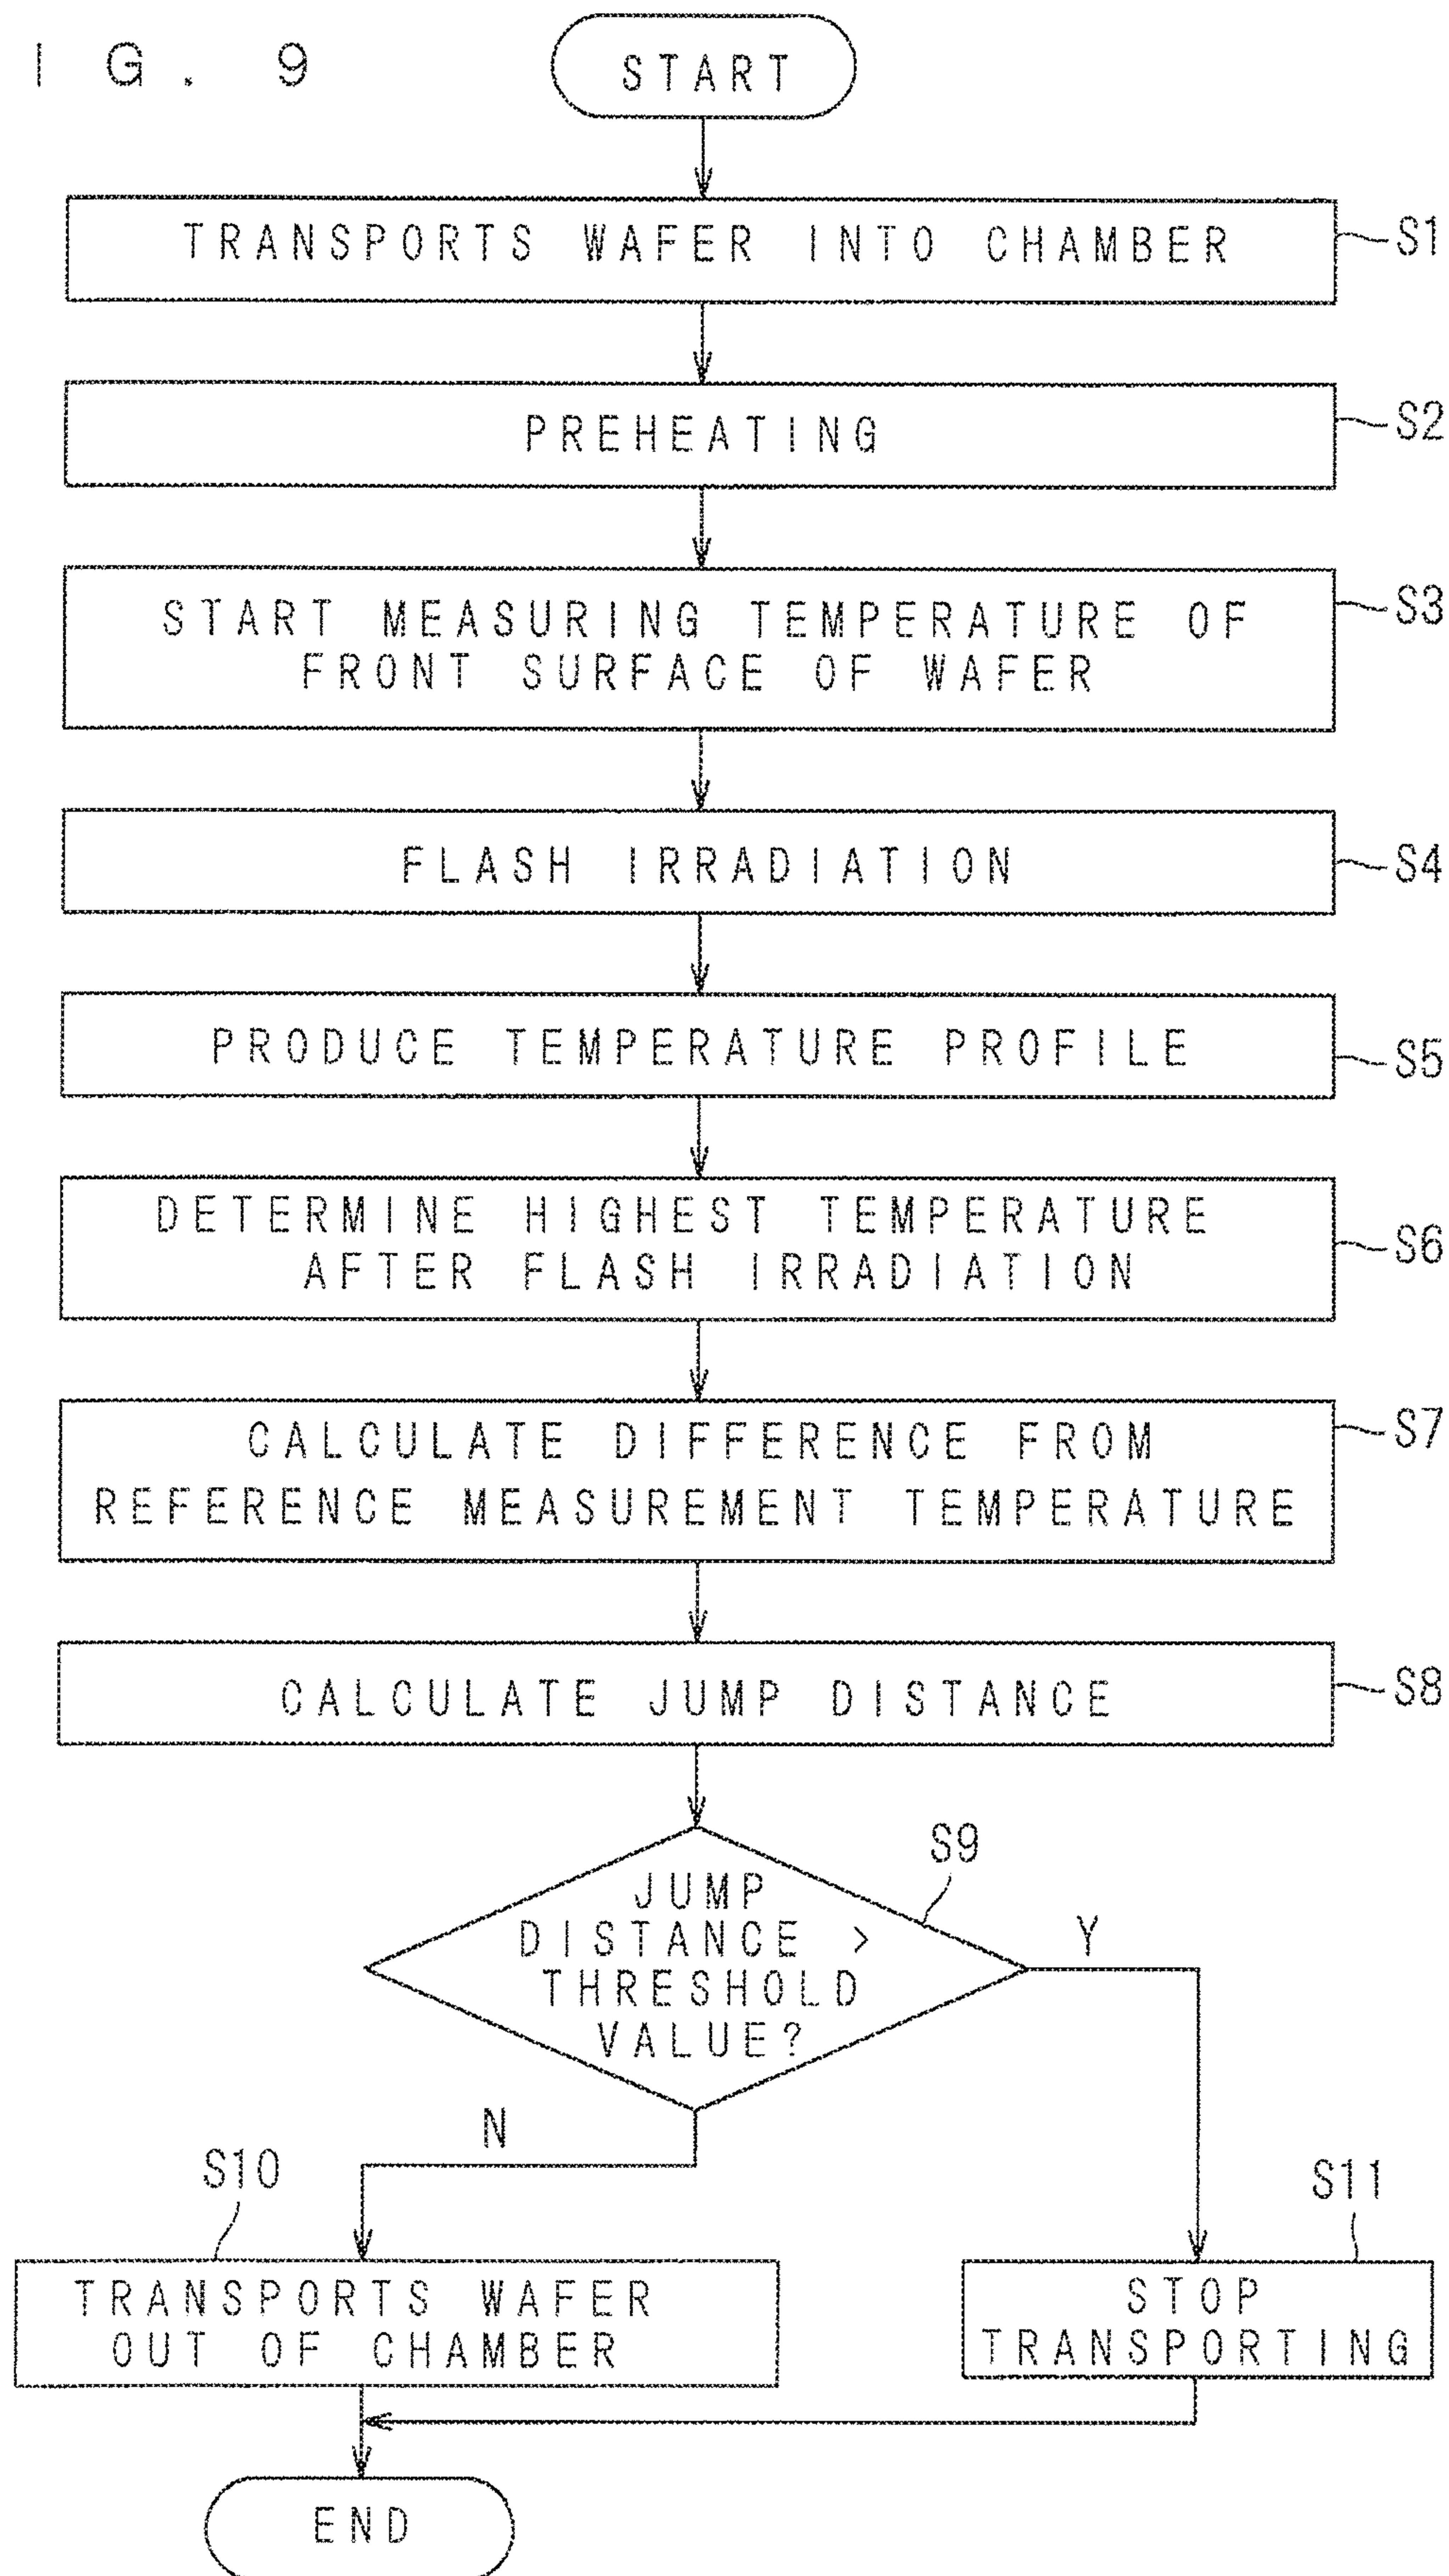 I G . 9
START
TRANSPORTS WAFER INTO CHAMBER
S1
PREHEATING
S2
START MEASURING TEMPERATURE OF
FRONT SURFACE OF WAFER
S3
FLASH IRRADIATION
S4
PRODUCE TEMPERATURE PROFILE
S5
DETERMINE HIGHEST TEMPERATURE
AFTER FLASH IRRADIATION
S6
CALCULATE DIFFERENCE FROM
REFERENCE MEASUREMENT TEMPERATURE
S7
CALCULATE JUMP DISTANCE
S8
S9
JUMP
DISTANCE >
THRESHOLD
VALUE?
Y
N
S10
S11
TRANSPORTS WAFER
OUT OF CHAMBER
STOP
TRANSPORTING
END